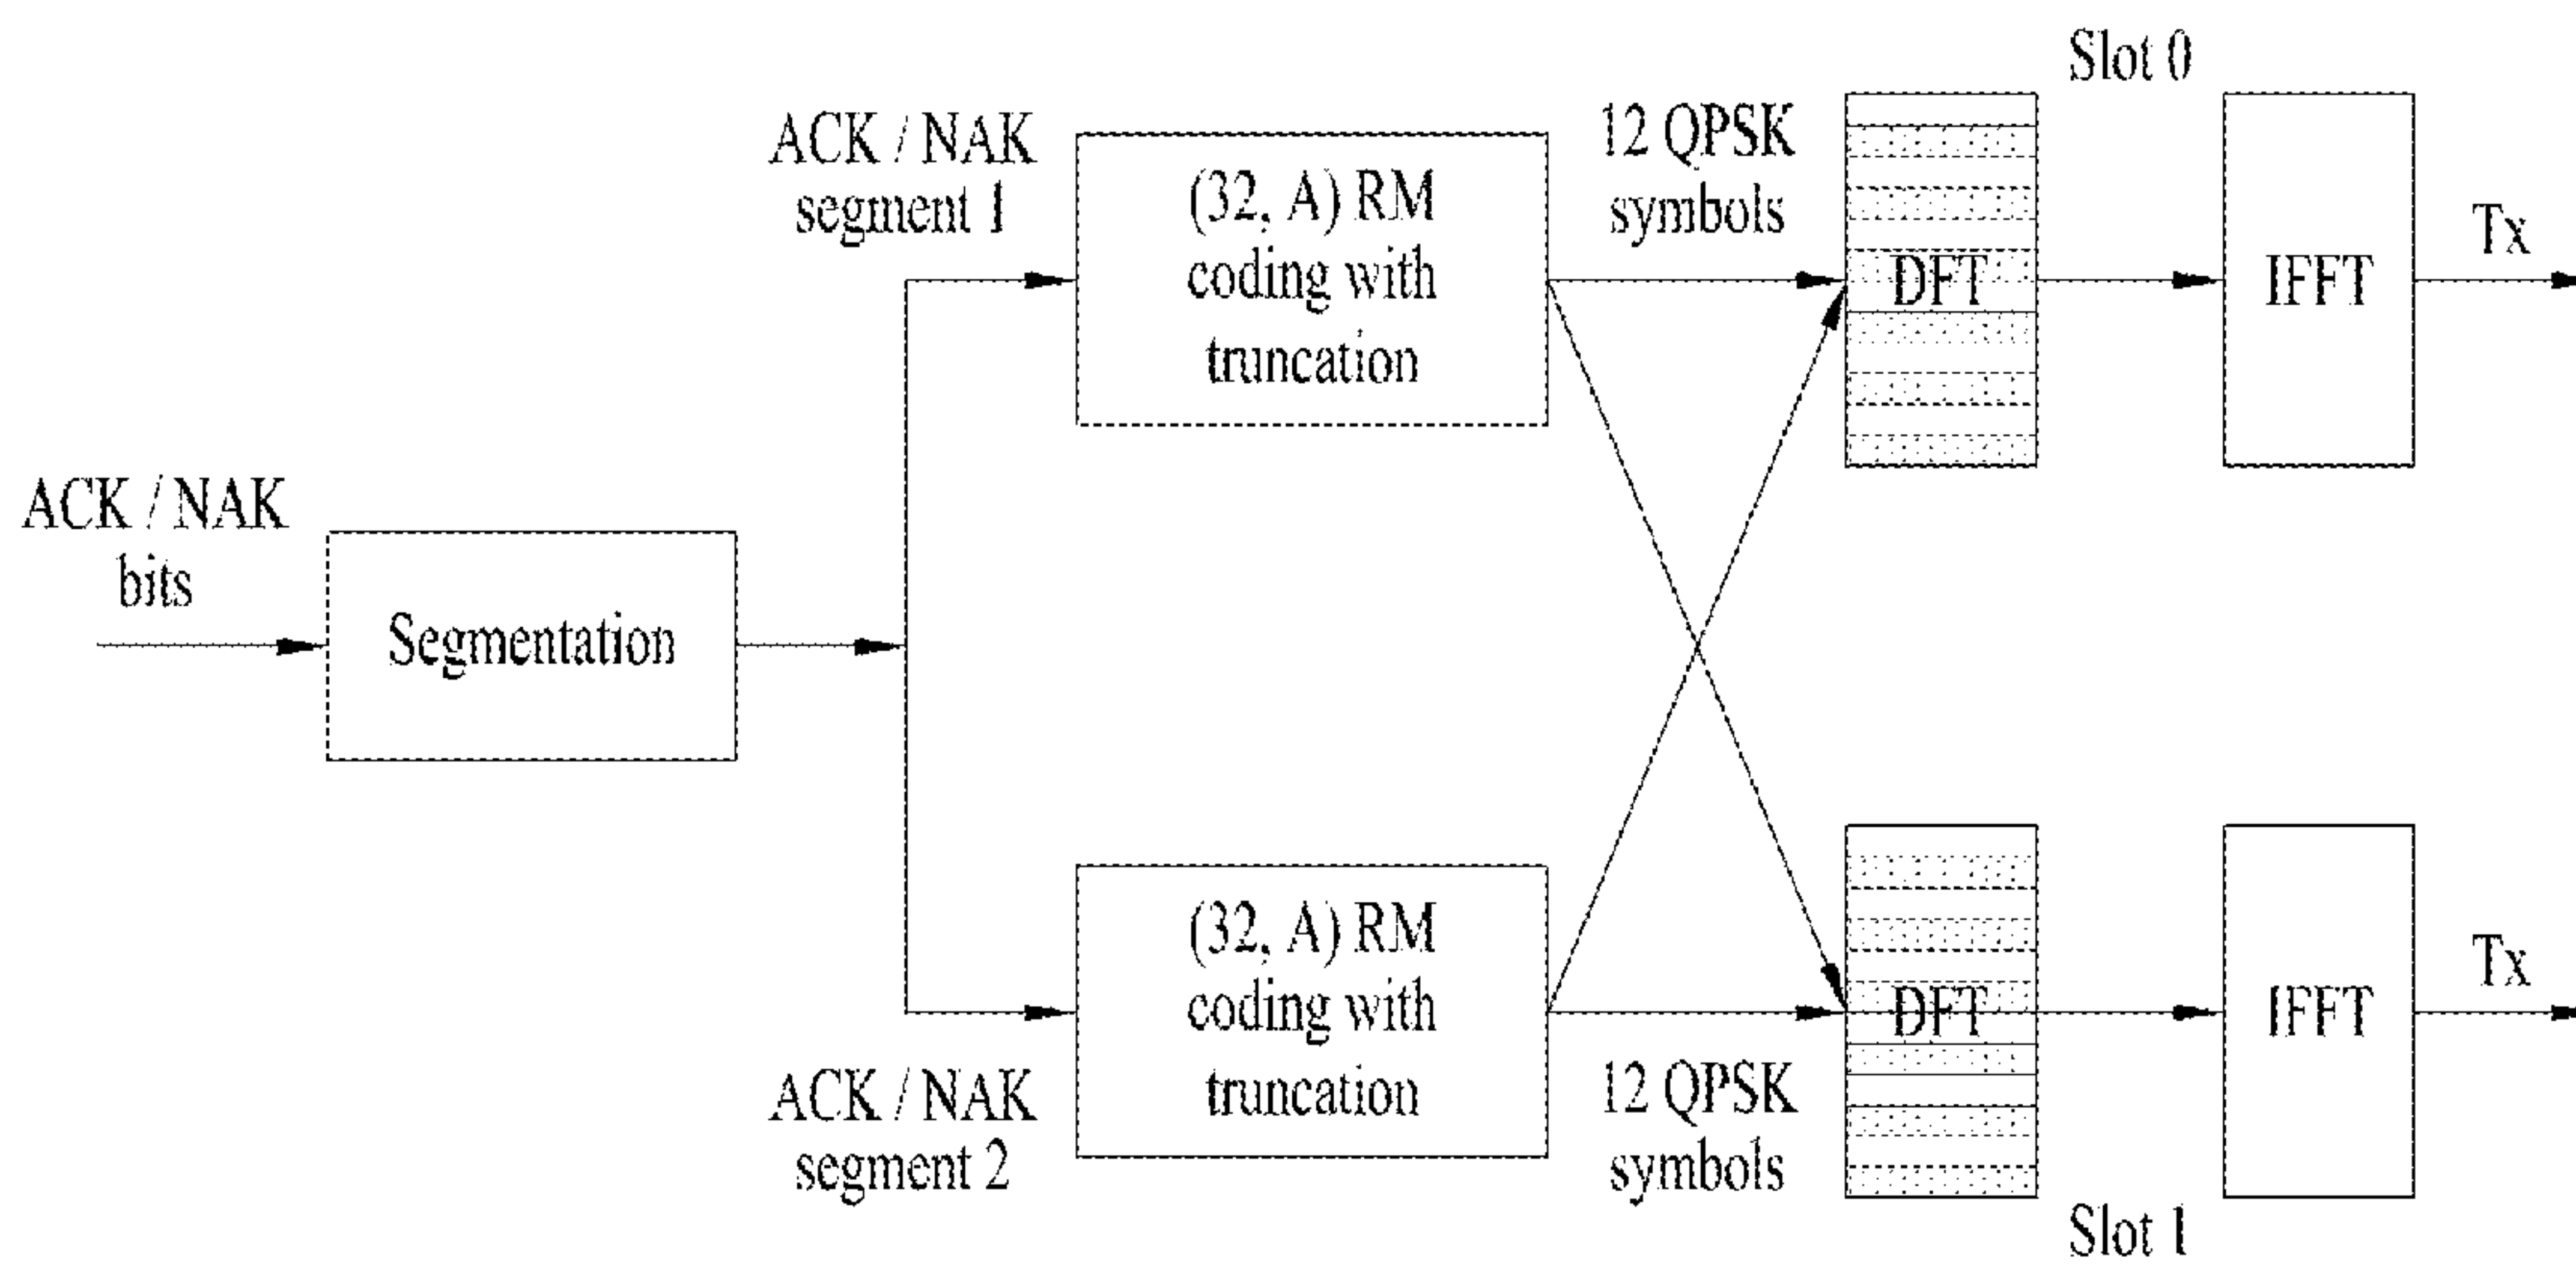 Slot 0
ACK / NAK
segment 1
(32, A) RM
coding with
truncation
12 QPSK
symbols
DFT
IFFT
Tx
ACK / NAK
bits
Segmentation
(32, A) RM
coding with
truncation
ACK / NAK
segment 2
12 QPSK
symbols
DFT
IFFT
Tx
Slot 1